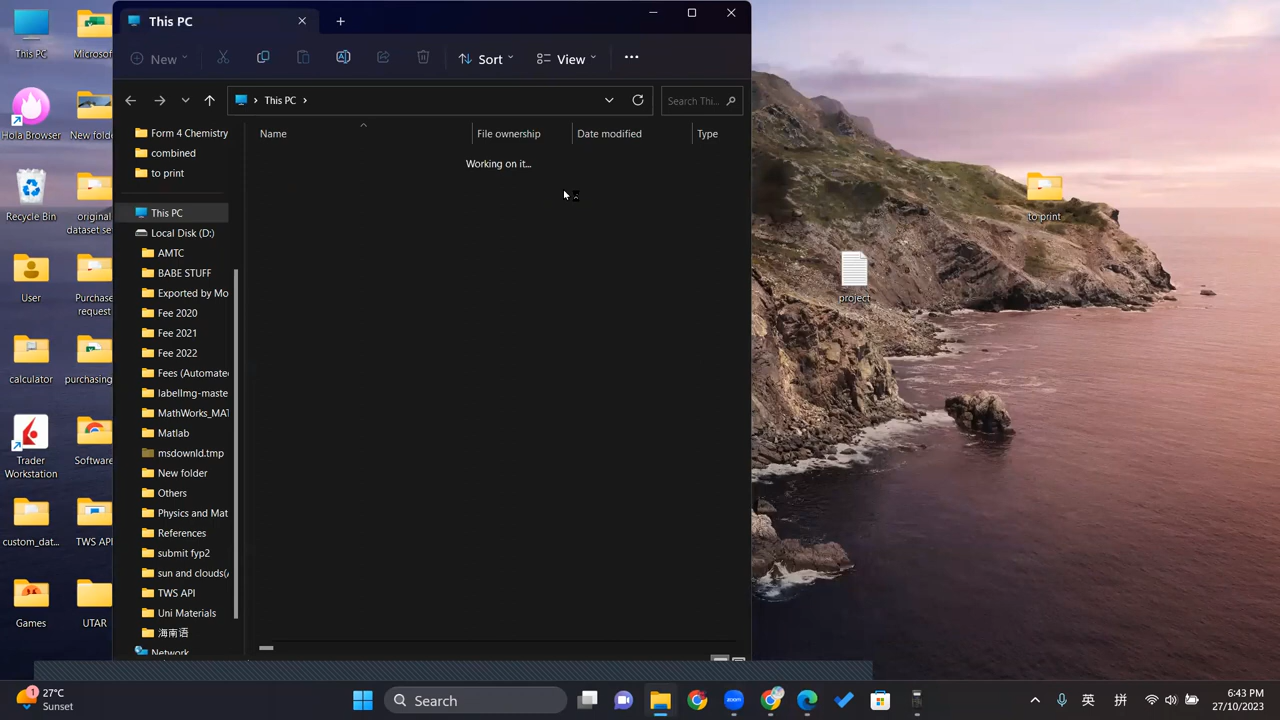 This PC
Microsof
Hola Browser
New folde
Recycle Bin
original
dataset se
User
Purchase
request
calculator
purchasing
Trader
Workstation
Software
custom_dat...
TWS AP
Games
UTAR
This PC
New
Sort
View
This PC
Search Thi...
Form 4 Chemistry
combined
to print
This PC
Local Disk (D:)
AMTC
BABE STUFF
Exported by Mo
Fee 2020
Fee 2021
Fee 2022
Fees (Automate
labelImg-maste
MathWorks_MAT
Matlab
msdownld.tmp
New folder
Others
Physics and Mat
References
submit fyp2
sun and clouds(
TWS API
Uni Materials
海南语
Network
Name
File ownership
Date modified
Type
Working on it...
to print
project
1
27°C
Sunset
Search
zoom
英
拼
6:43 PM
27/10/2023